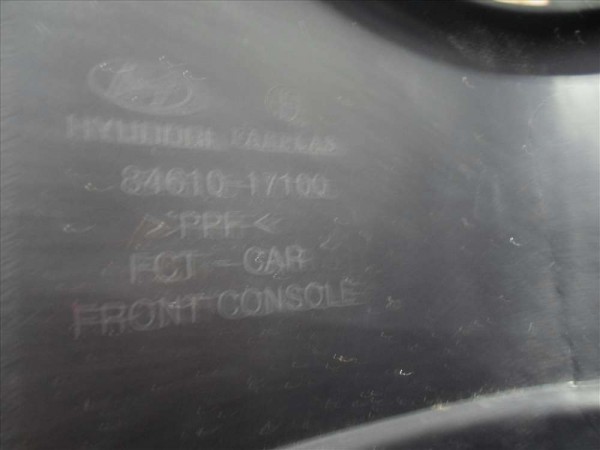 HYUNDAI
84610-17100
>PPF<
FCT-CAR
FRONT CONSOLE